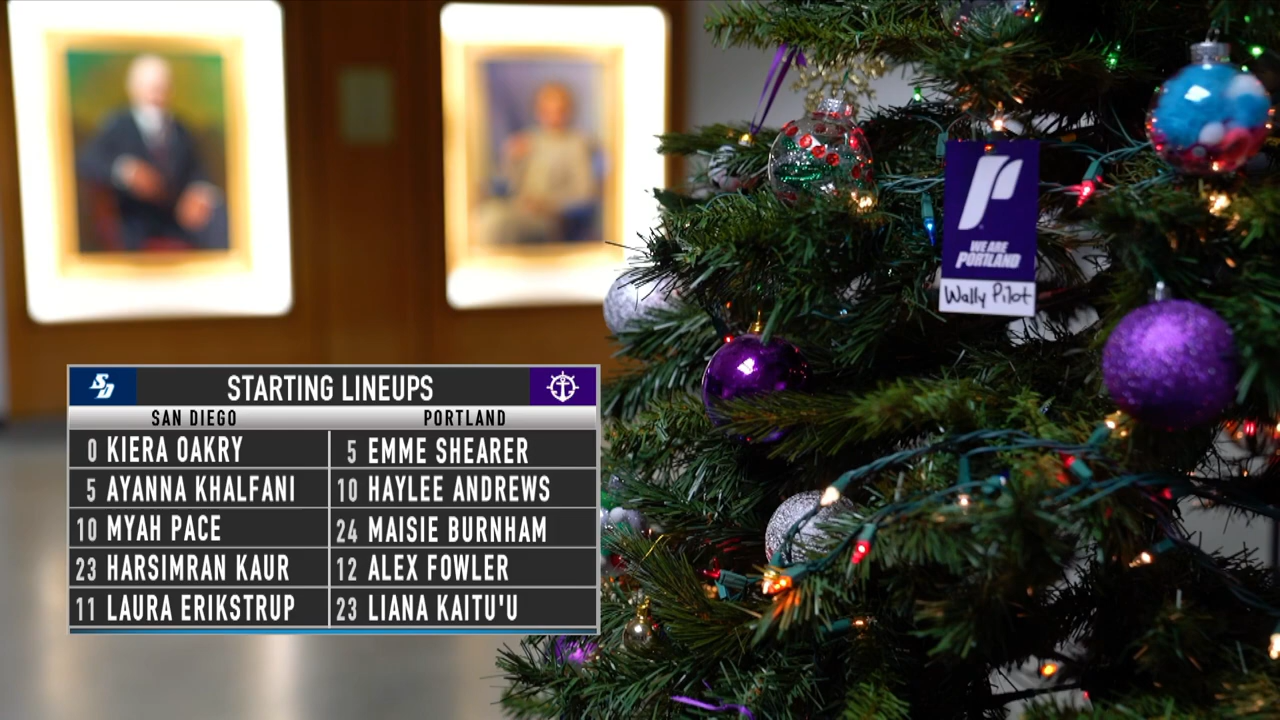 STARTING LINEUPS
SAN DIEGO PORTLAND
0 KIERA OAKRY 5 EMME SHEARER
5 AYANNA KHALFANI 10 HAYLEE ANDREWS
10 MYAH PACE 24 MAISIE BURNHAM
23 HARSIMRAN KAUR 12 ALEX FOWLER
11 LAURA ERIKSTRUP 23 LIANA KAITU'U
WE ARE
PORTLAND
Wally Pilot